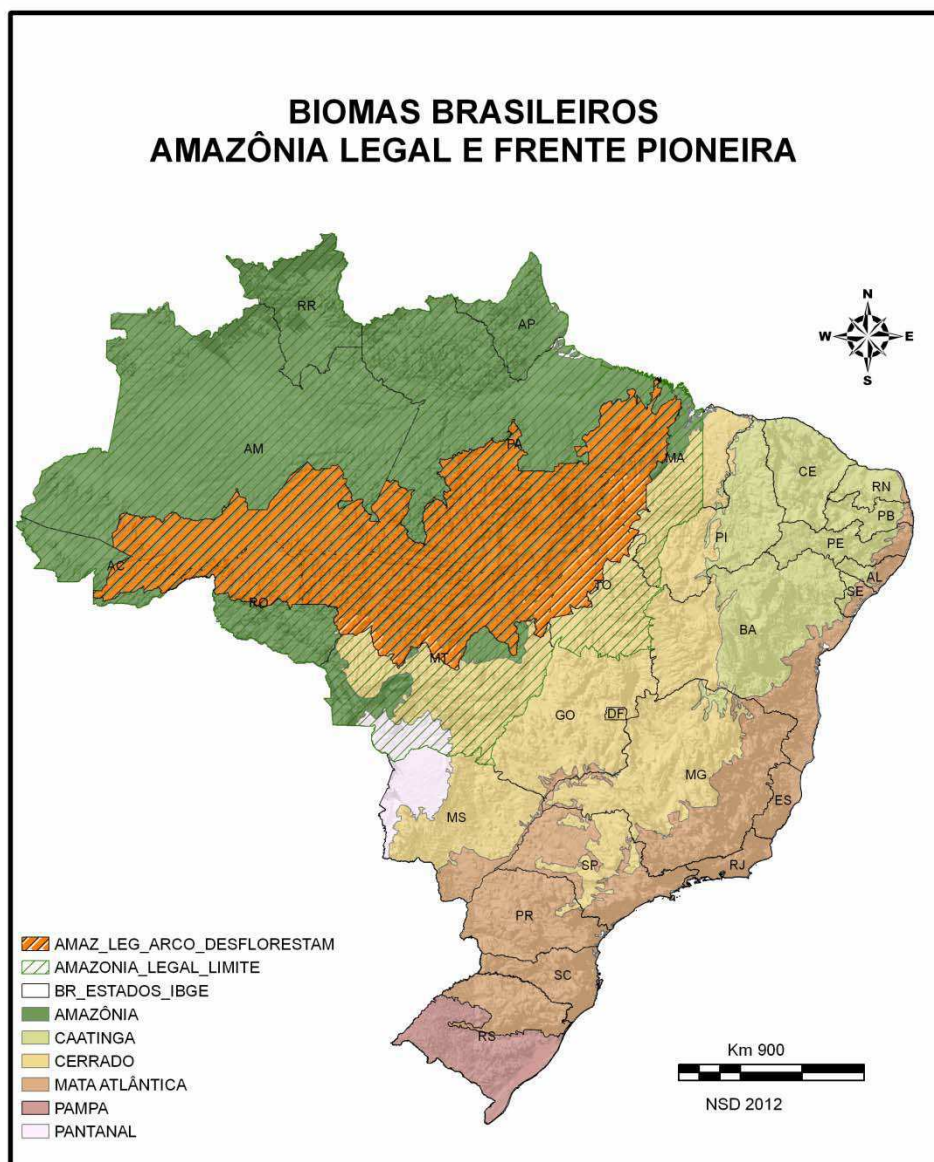 BIOMAS BRASILEIROS
AMAZÔNIA LEGAL E FRENTE PIONEIRA
N
W E
S
RR
AP
AM
PA
MA
CE
RN
PB
PI
PE
AC
TO
AL
SE
RO
BA
MT
GO
DF
MG
ES
MS
SP
RJ
PR
SC
RS
AMAZ_LEG_ARCO_DESFLORESTAM
AMAZONIA_LEGAL_LIMITE
BR_ESTADOS_IBGE
AMAZÔNIA
CAATINGA
CERRADO
MATA ATLÂNTICA
PAMPA
PANTANAL
Km 900
NSD 2012